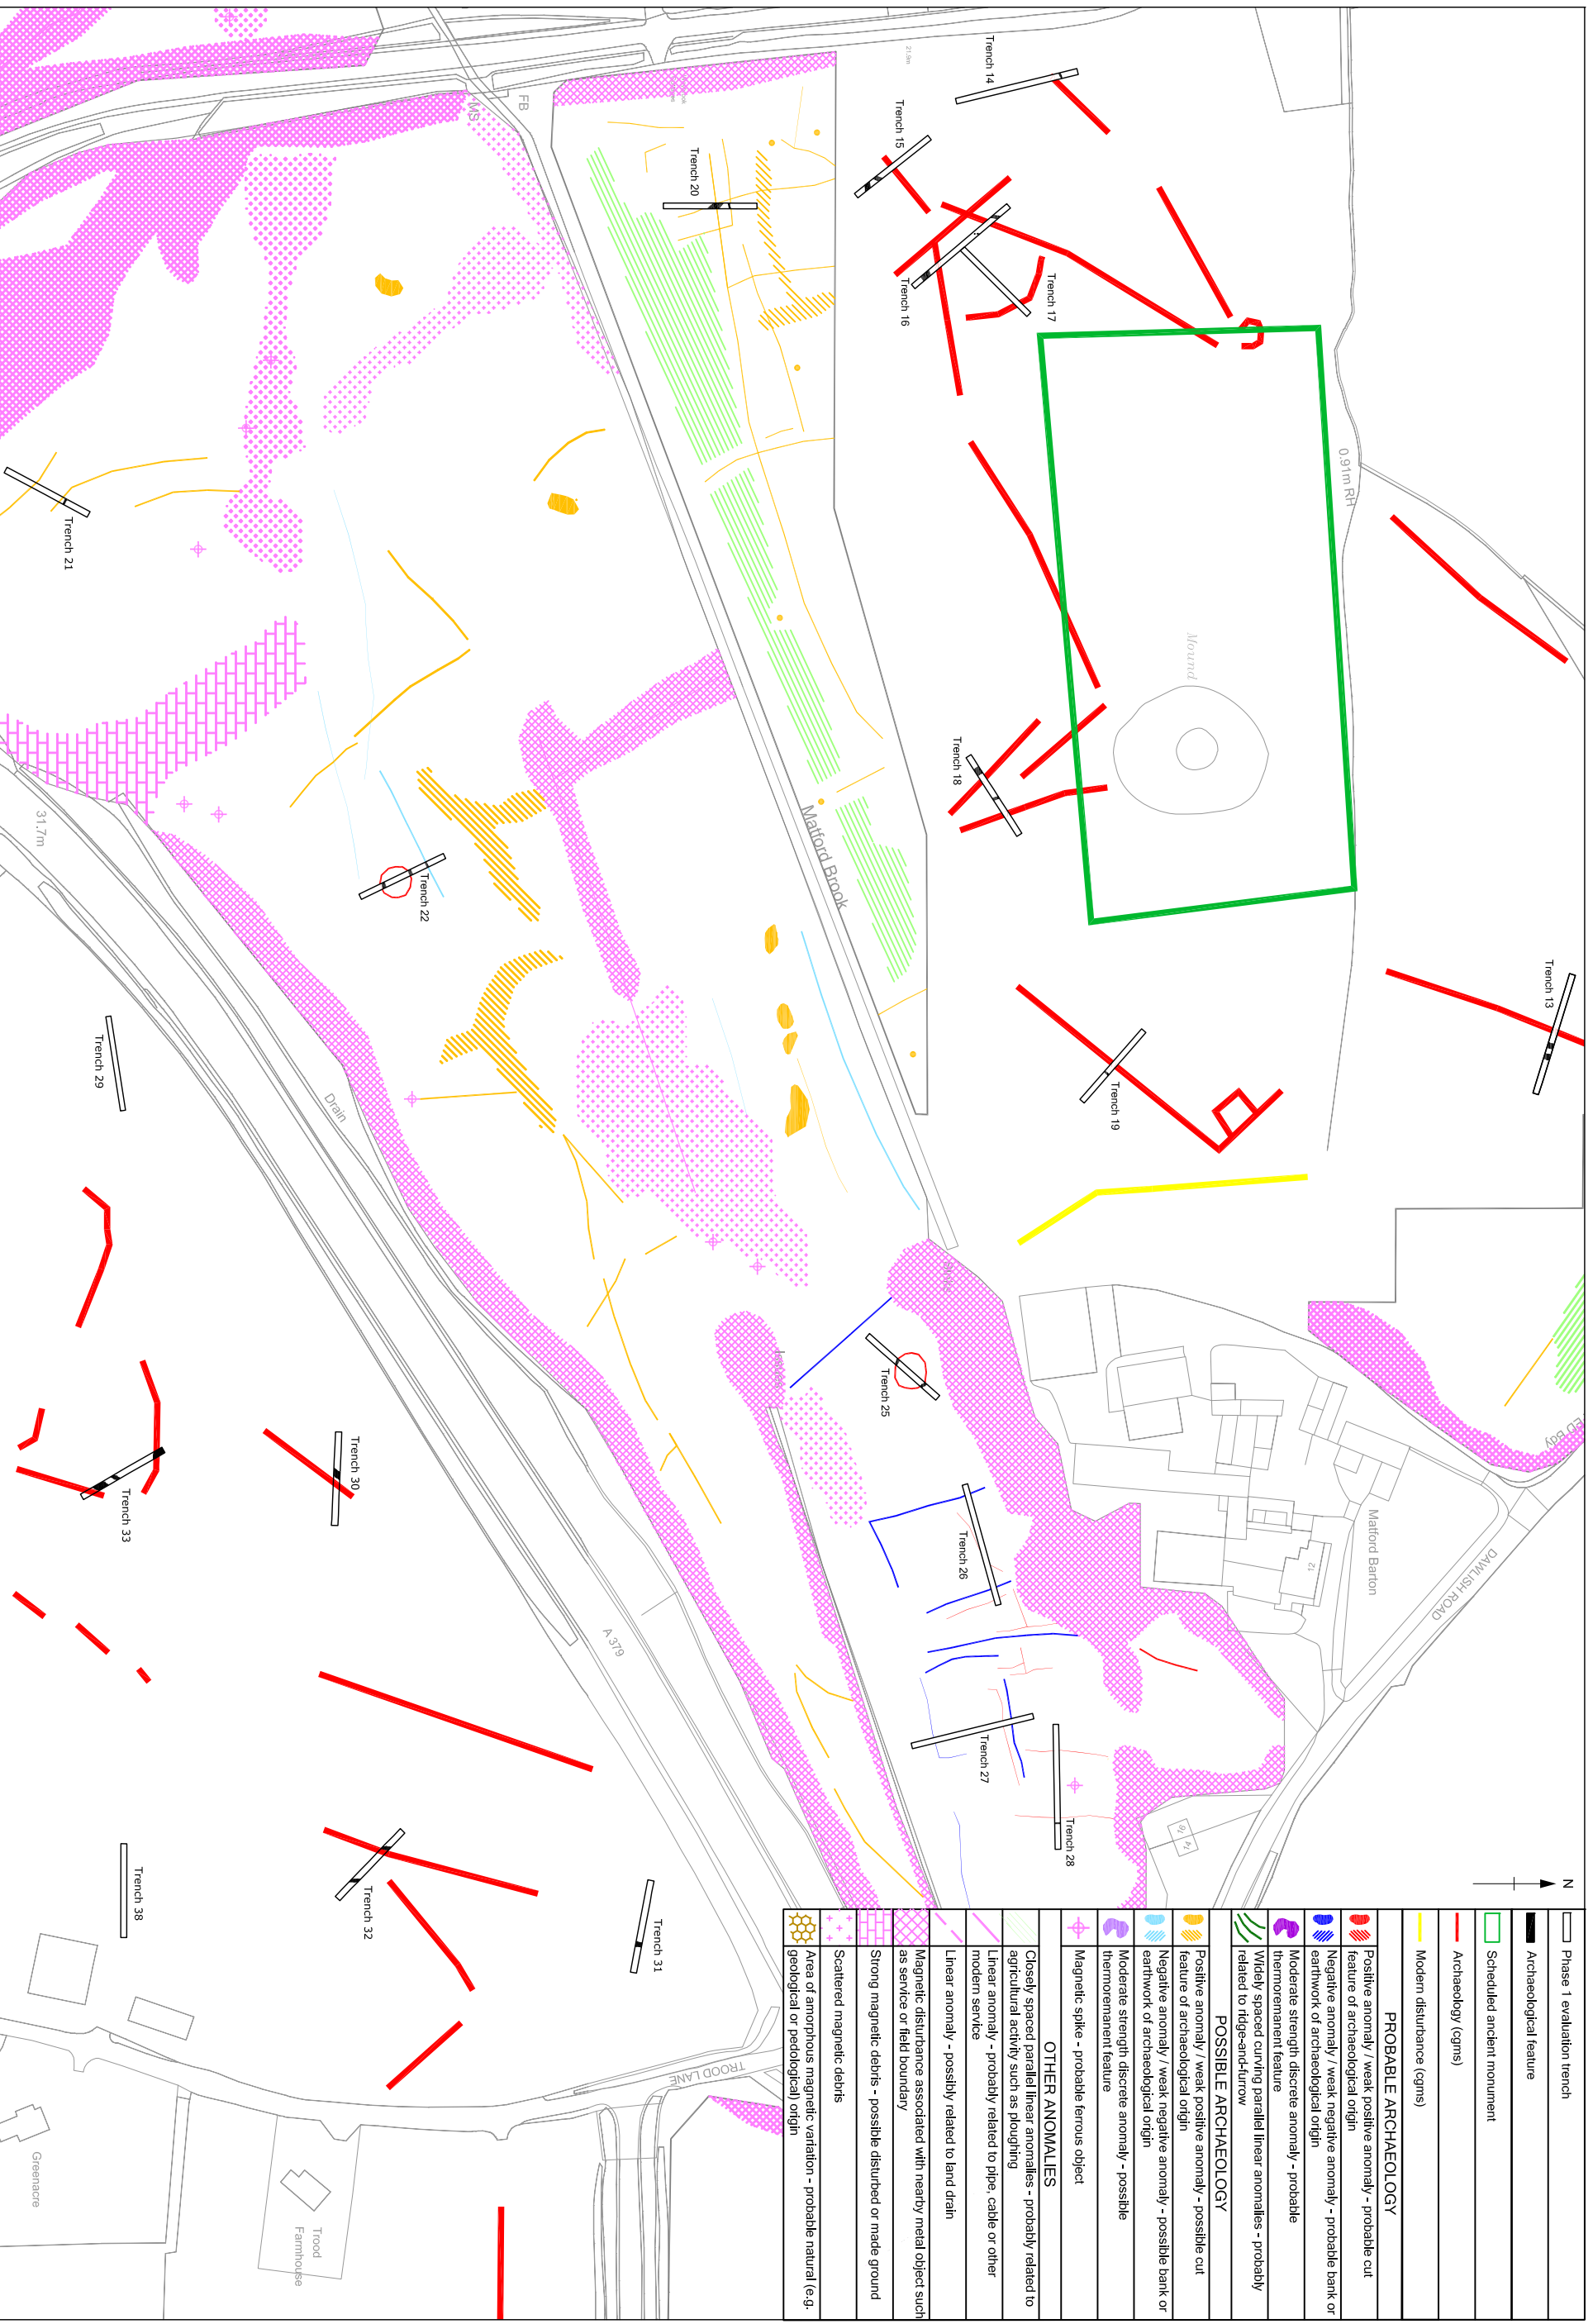 N
Phase 1 evaluation trench
Archaeological feature
Scheduled ancient monument
Archaeology (cgms)
Modern disturbance (cgms)
PROBABLE ARCHAEOLOGY
Positive anomaly / weak positive anomaly - probable cut
feature of archaeological origin
Negative anomaly / weak negative anomaly - probable bank or
earthwork of archaeological origin
Moderate strength discrete anomaly - probable
thermoremanent feature
Widely spaced curving parallel linear anomalies - probably
related to ridge-and-furrow
POSSIBLE ARCHAEOLOGY
Positive anomaly / weak positive anomaly - possible cut
feature of archaeological origin
Negative anomaly / weak negative anomaly - possible bank or
earthwork of archaeological origin
Moderate strength discrete anomaly - possible
thermoremanent feature
Magnetic spike - probable ferrous object
OTHER ANOMALIES
Closely spaced parallel linear anomalies - probably related to
agricultural activity such as ploughing
Linear anomaly - probably related to pipe, cable or other
modern service
Linear anomaly - possibly related to land drain
Magnetic disturbance associated with nearby metal object such
as service or field boundary
Strong magnetic debris - possible disturbed or made ground
Scattered magnetic debris
Area of amorphous magnetic variation - probable natural (e.g.
geological or pedological) origin
Trench 13
Trench 14
21.9m
Trench 15
Trench 16
Trench 17
0.91m RH
Mound
Trench 18
Trench 19
Trench 20
FB
MS
Matford Brook
Trench 21
Trench 22
31.7m
Drain
Sinks
Issues
Trench 25
Trench 26
Trench 27
Trench 28
Matford Barton
12
DAWLISH ROAD
ED Bdy
A 379
Trench 29
Trench 30
Trench 31
Trench 32
Trench 33
Trench 38
TROOD LANE
Trood
Farmhouse
Greenacre